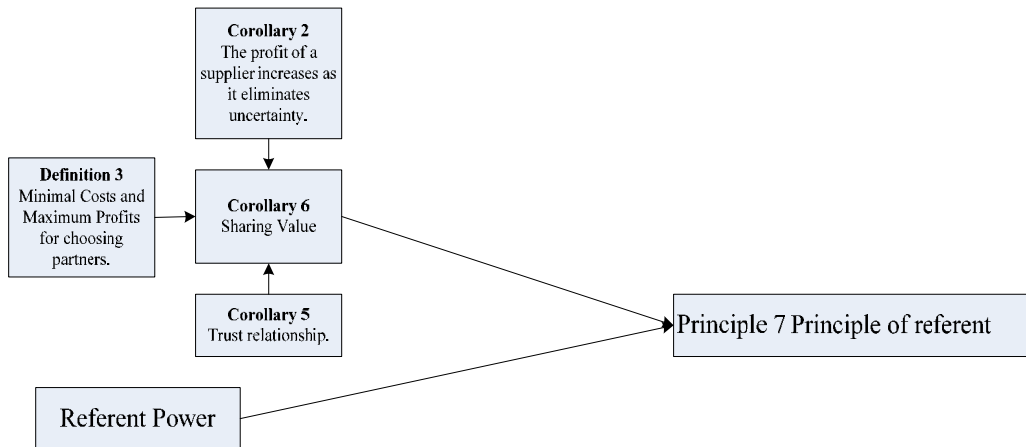 Corollary 2
The profit of a
supplier increases as
it eliminates
uncertainty.
Definition 3
Minimal Costs and
Maximum Profits
for choosing
partners.
Corollary 6
Sharing Value
Corollary 5
Trust relationship.
Principle 7 Principle of referent
Referent Power